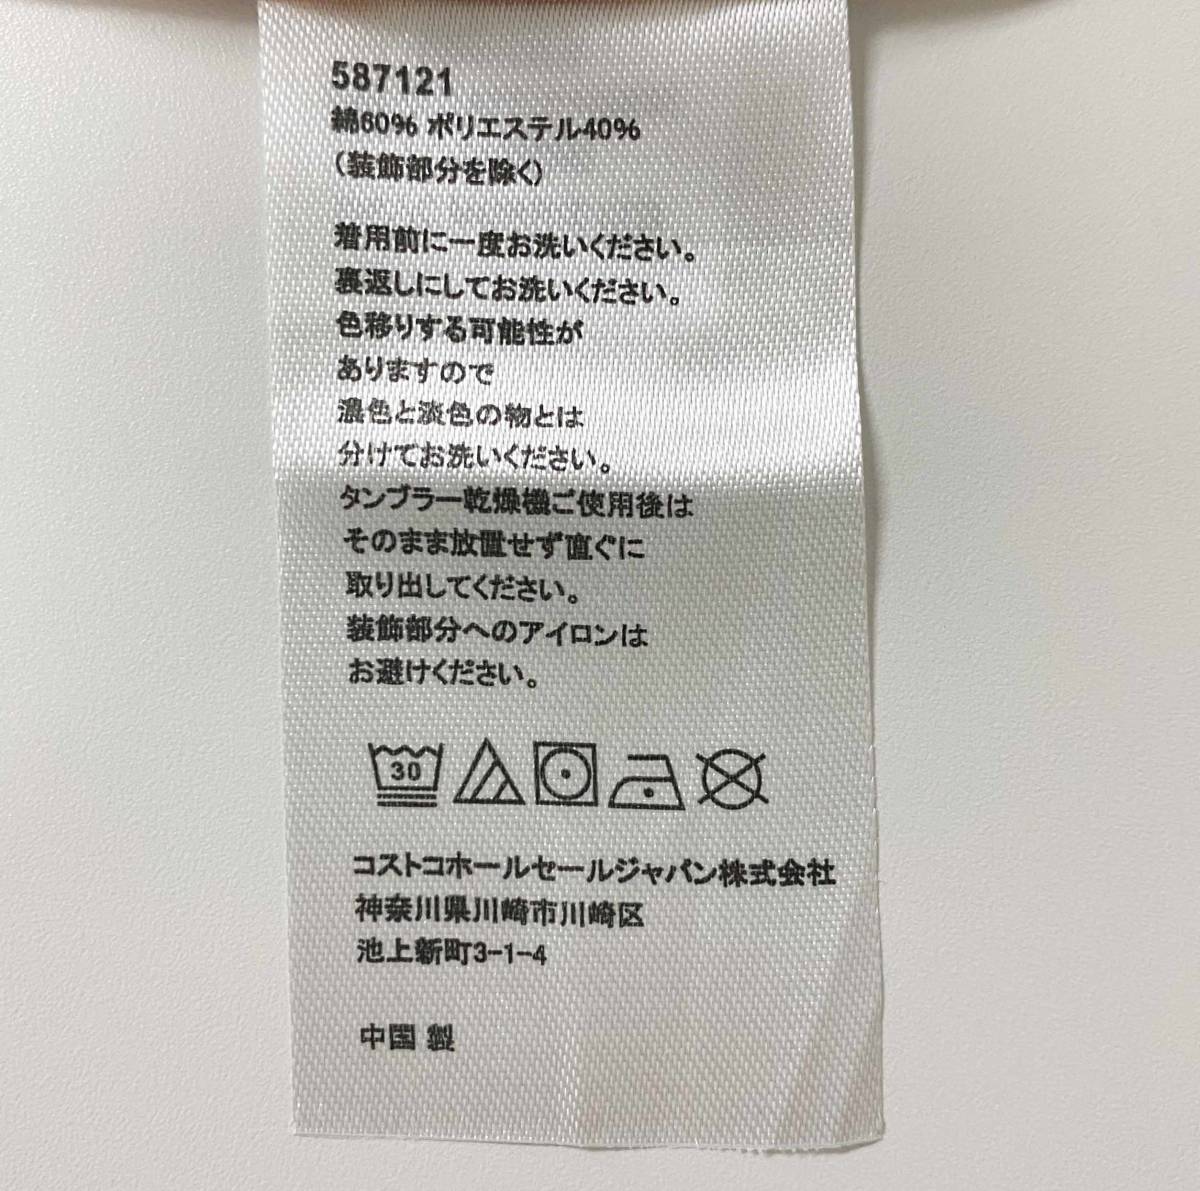 587121
綿60% ポリエステル40%
（装飾部分を除く）
着用前に一度お洗いください。
裏返しにしてお洗いください。
色移りする可能性が
ありますので
濃色と淡色の物とは
分けてお洗いください。
タンブラー乾燥機ご使用後は
そのまま放置せず直ぐに
取り出してください。
装飾部分へのアイロンは
お避けください。
30
コストコホールセールジャパン株式会社
神奈川県川崎市川崎区
池上新町3-1-4
中国 製